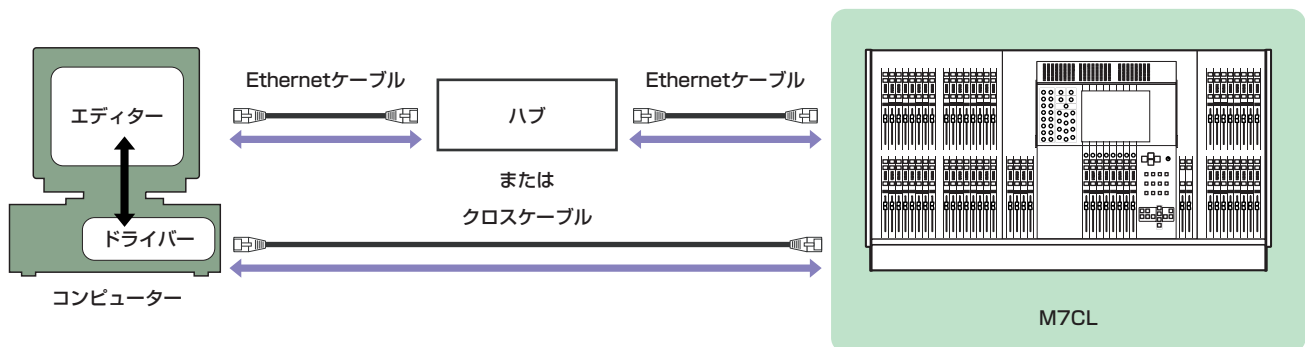 Ethernetケーブル
Ethernetケーブル
エディター
ハブ
または
クロスケーブル
ドライバー
コンピューター
M7CL